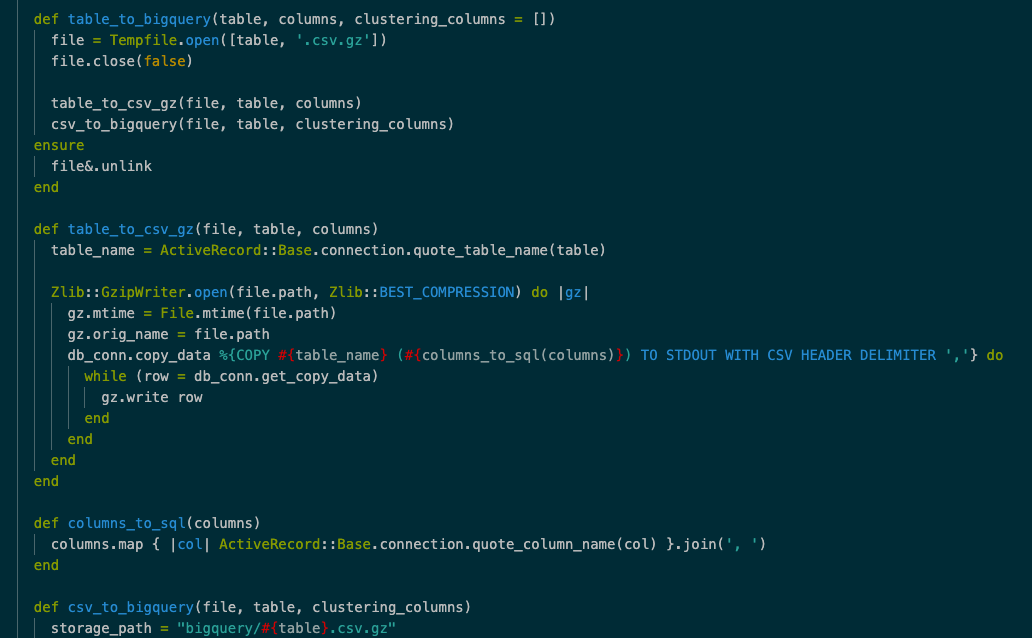 def table_to_bigquery(table, columns, clustering_columns = [])
  file = Tempfile.open([table, '.csv.gz'])
  file.close(false)

  table_to_csv_gz(file, table, columns)
  csv_to_bigquery(file, table, clustering_columns)
ensure
  file&.unlink
end

def table_to_csv_gz(file, table, columns)
  table_name = ActiveRecord::Base.connection.quote_table_name(table)

  Zlib::GzipWriter.open(file.path, Zlib::BEST_COMPRESSION) do |gz|
    gz.mtime = File.mtime(file.path)
    gz.orig_name = file.path
    db_conn.copy_data %{COPY #{table_name} (#{columns_to_sql(columns)}) TO STDOUT WITH CSV HEADER DELIMITER ','} do
      while (row = db_conn.get_copy_data)
        gz.write row
      end
    end
  end
end

def columns_to_sql(columns)
  columns.map { |col| ActiveRecord::Base.connection.quote_column_name(col) }.join(', ')
end

def csv_to_bigquery(file, table, clustering_columns)
  storage_path = "bigquery/#{table}.csv.gz"